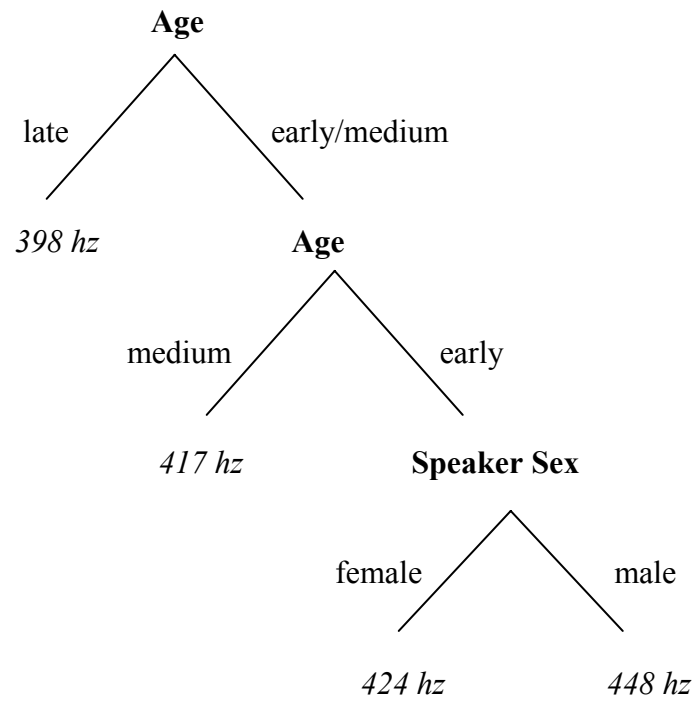 Age
late early/medium
398 hz Age
medium early
417 hz Speaker Sex
female male
424 hz 448 hz